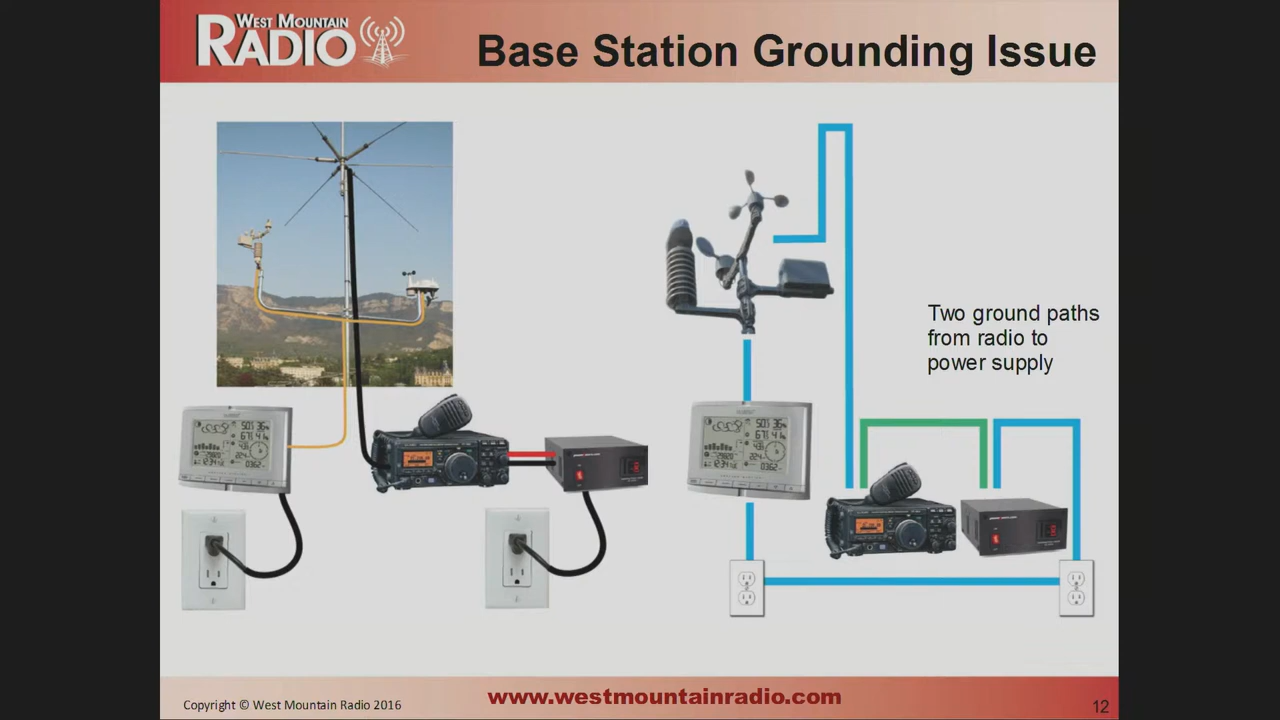 WEST MOUNTAIN
RADIO
Base Station Grounding Issue
Two ground paths
from radio to
power supply
Copyright © West Mountain Radio 2016
www.westmountainradio.com
12